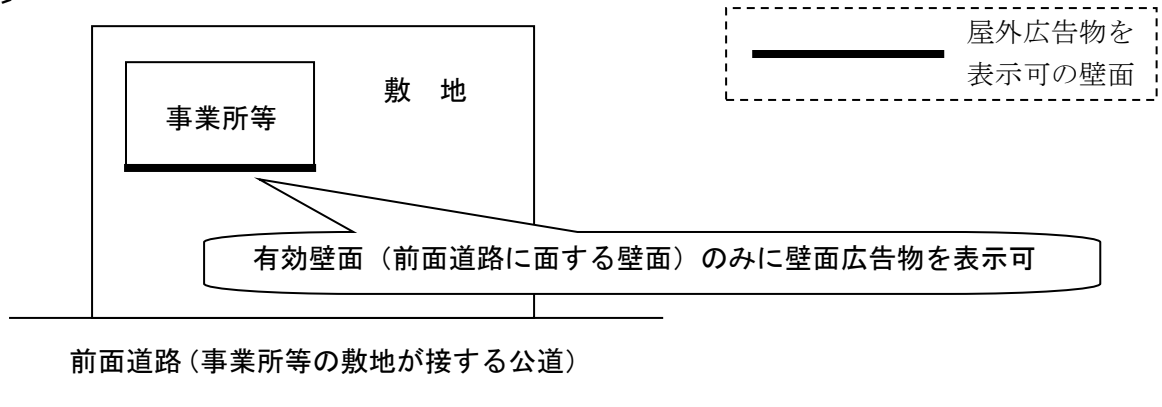 屋外広告物を
表示可の壁面
敷 地
事業所等
有効壁面（前面道路に面する壁面）のみに壁面広告物を表示可
前面道路（事業所等の敷地が接する公道）